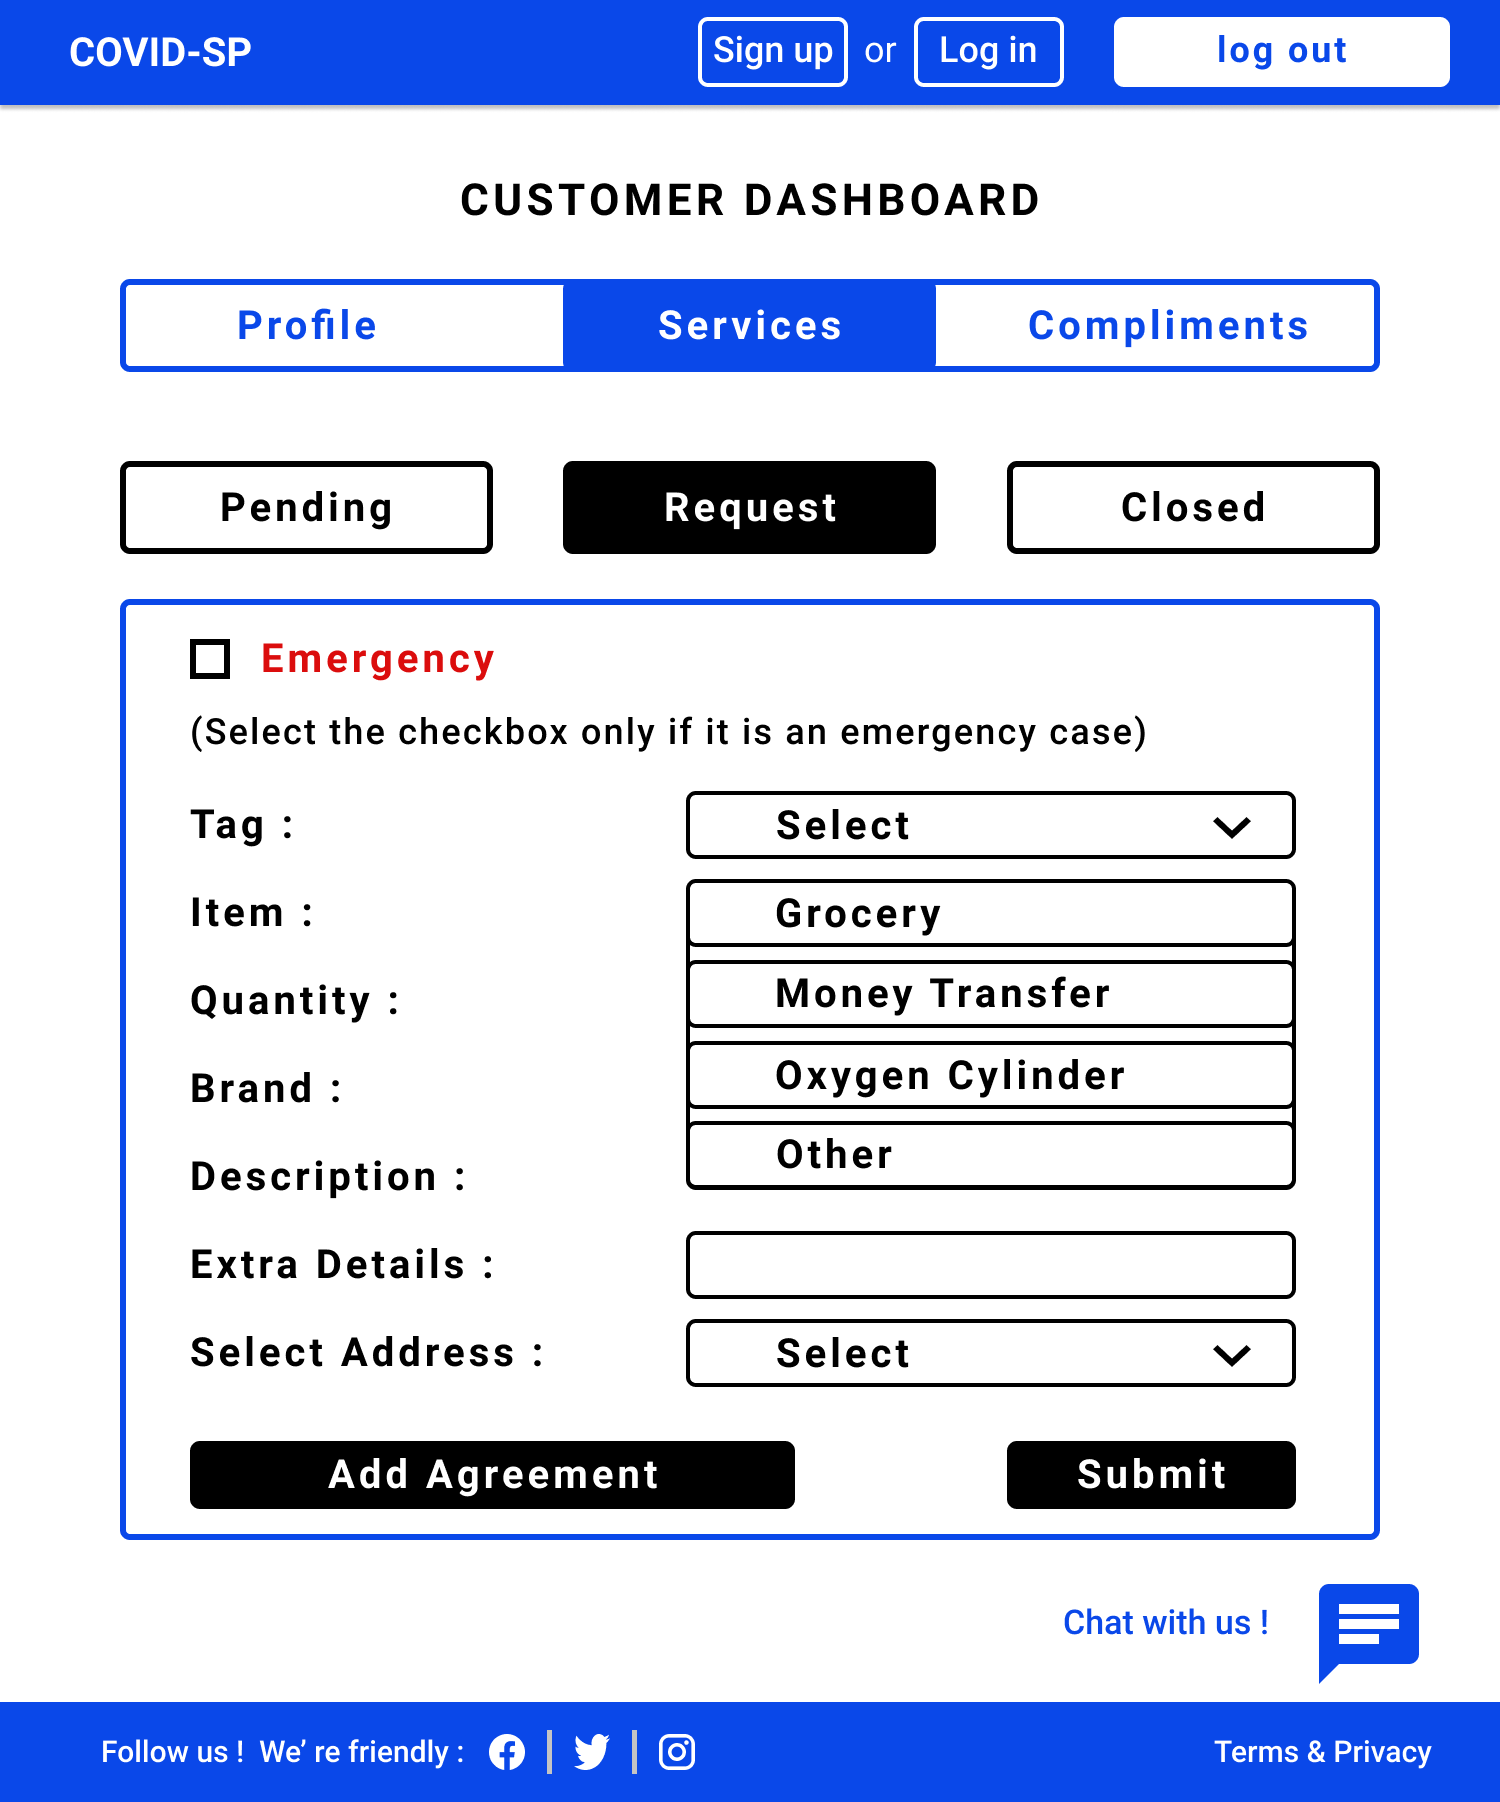 COVID-SP
Sign up or Log in
log out
CUSTOMER DASHBOARD
Profile
Services
Compliments
Pending
Request
Closed
Emergency
(Select the checkbox only if it is an emergency case)
Tag :
Select
Item :
Grocery
Quantity :
Money Transfer
Brand :
Oxygen Cylinder
Description :
Other
Extra Details :
Select Address :
Select
Add Agreement
Submit
Chat with us !
Follow us ! We’ re friendly :
Terms & Privacy